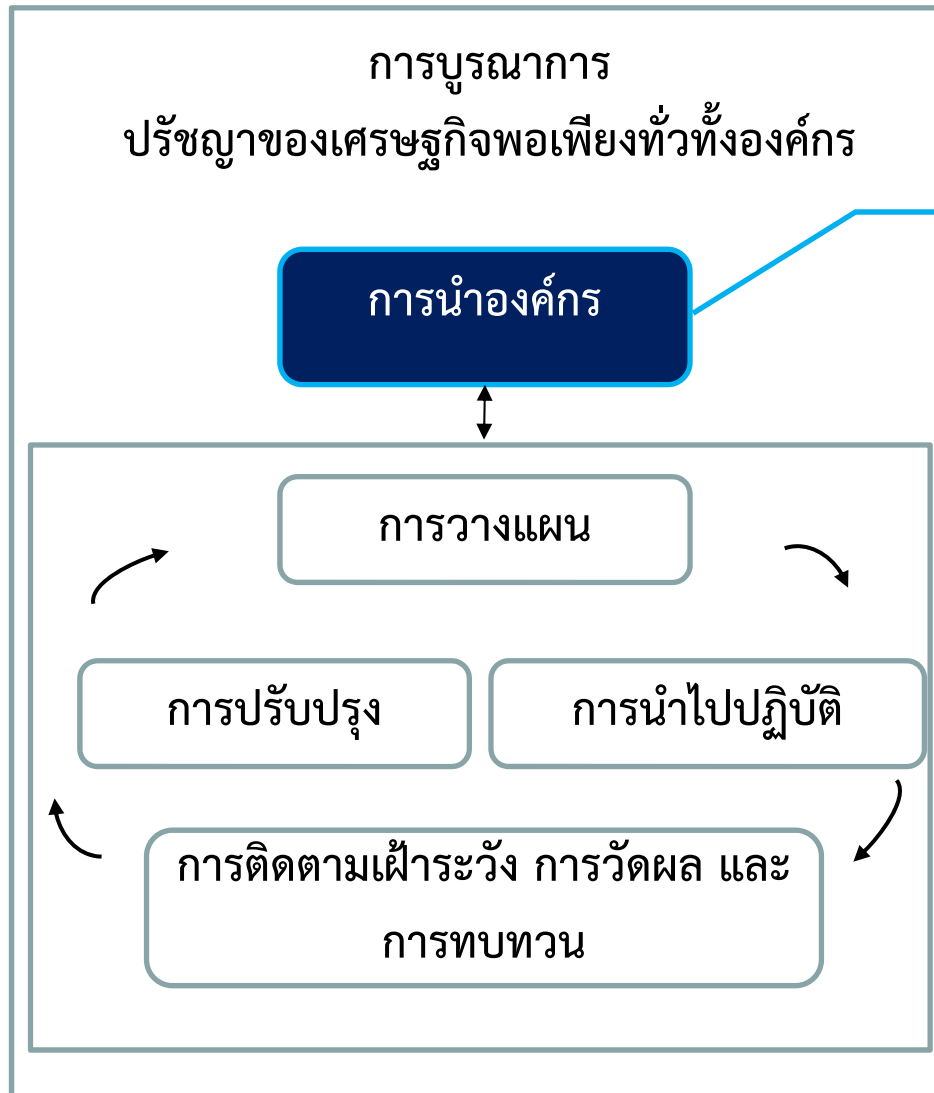 การบูรณาการ
ปรัชญาของเศรษฐกิจพอเพียงทั่วทั้งองค์กร
การนำองค์กร
การวางแผน
การปรับปรุง
การนำไปปฏิบัติ
การติดตามเฝ้าระวัง การวัดผล และ
การทบทวน